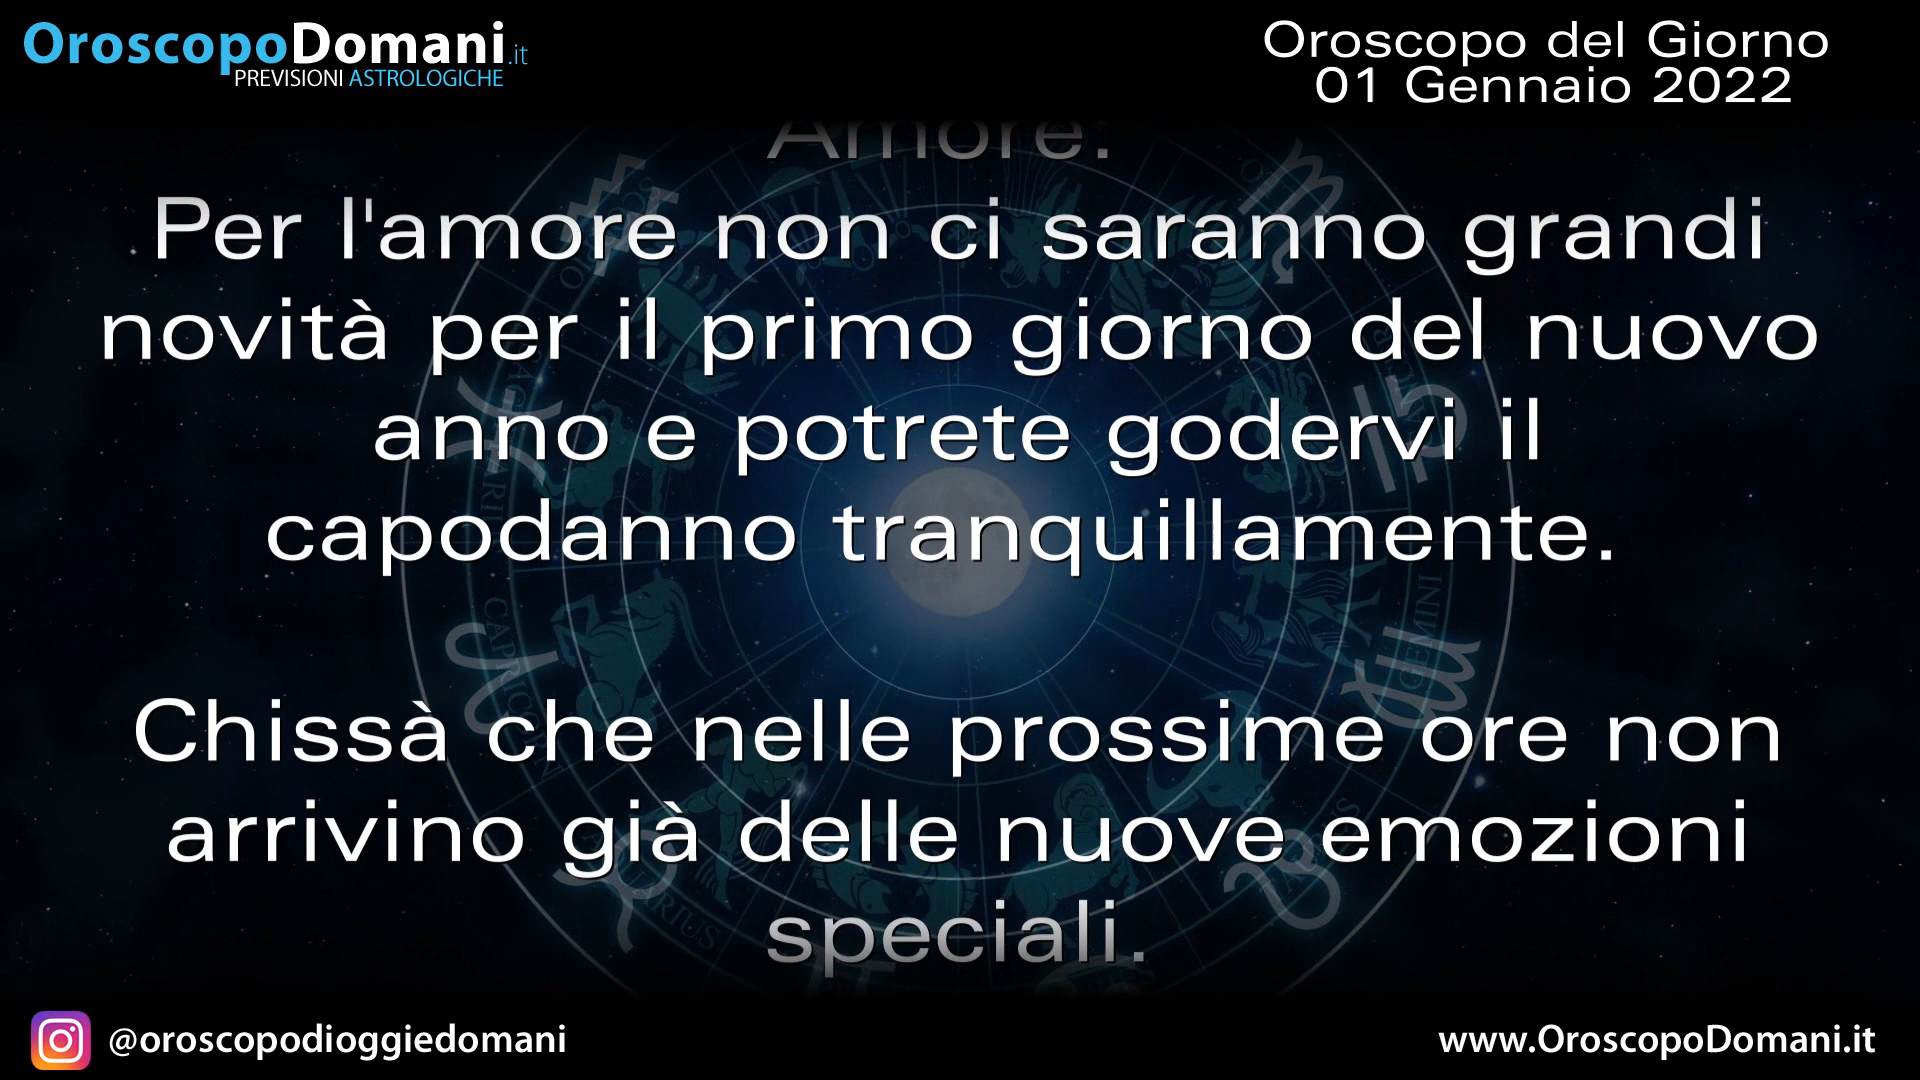 OroscopoDomani.it
PREVISIONI ASTROLOGICHE
Oroscopo del Giorno
01 Gennaio 2022
Amore:
Per l'amore non ci saranno grandi
novità per il primo giorno del nuovo
anno e potrete godervi il
capodanno tranquillamente.
Chissà che nelle prossime ore non
arrivino già delle nuove emozioni
speciali.
@oroscopodioggiedomani
www.OroscopoDomani.it